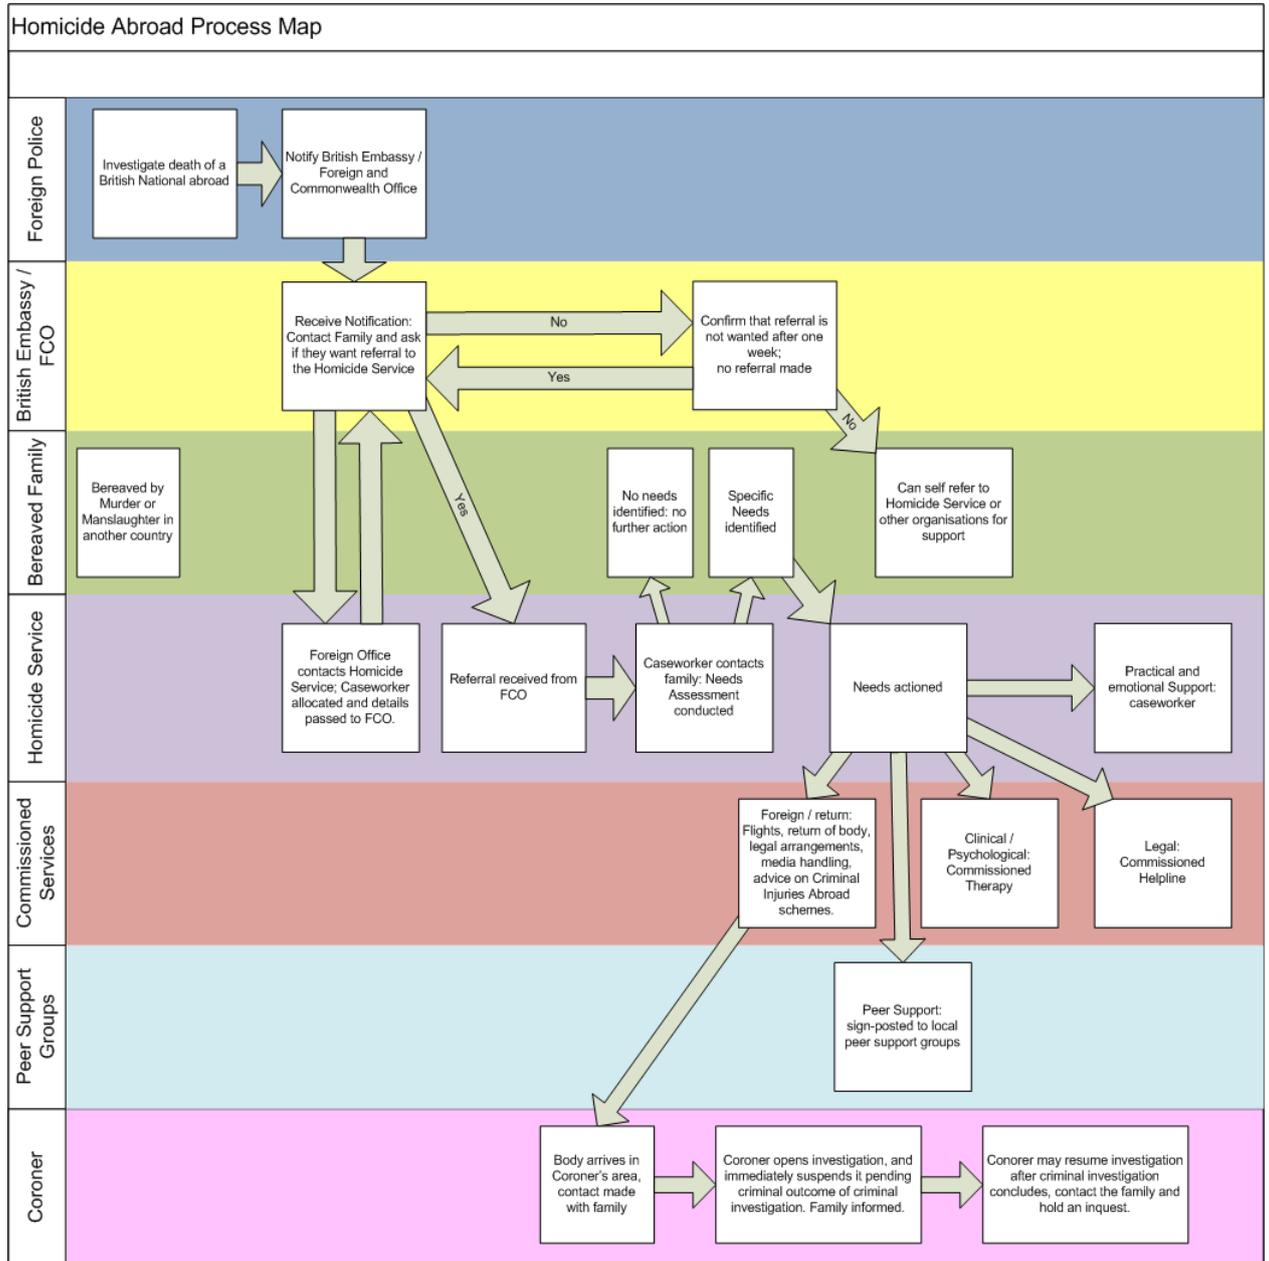 Homicide Abroad Process Map
Foreign Police
Investigate death of a
British National abroad
Notify British Embassy /
Foreign and
Commonwealth Office
British Embassy /
FCO
Receive Notification:
Contact Family and ask
if they want referral to
the Homicide Service
No
Yes
Confirm that referral is
not wanted after one
week;
no referral made
No
Yes
Bereaved Family
Bereaved by
Murder or
Manslaughter in
another country
No needs
identified: no
further action
Specific
Needs
identified
Can self refer to
Homicide Service or
other organisations for
support
Homicide Service
Foreign Office
contacts Homicide
Service; Caseworker
allocated and details
passed to FCO.
Referral received from
FCO
Caseworker contacts
family: Needs
Assessment
conducted
Needs actioned
Practical and
emotional Support:
caseworker
Commissioned
Services
Foreign / return:
Flights, return of body,
legal arrangements,
media handling,
advice on Criminal
Injuries Abroad
schemes.
Clinical /
Psychological:
Commissioned
Therapy
Legal:
Commissioned
Helpline
Peer Support
Groups
Peer Support:
sign-posted to local
peer support groups
Coroner
Body arrives in
Coroner's area,
contact made
with family
Coroner opens investigation, and
immediately suspends it pending
criminal outcome of criminal
investigation. Family informed.
Conorer may resume investigation
after criminal investigation
concludes, contact the family and
hold an inquest.